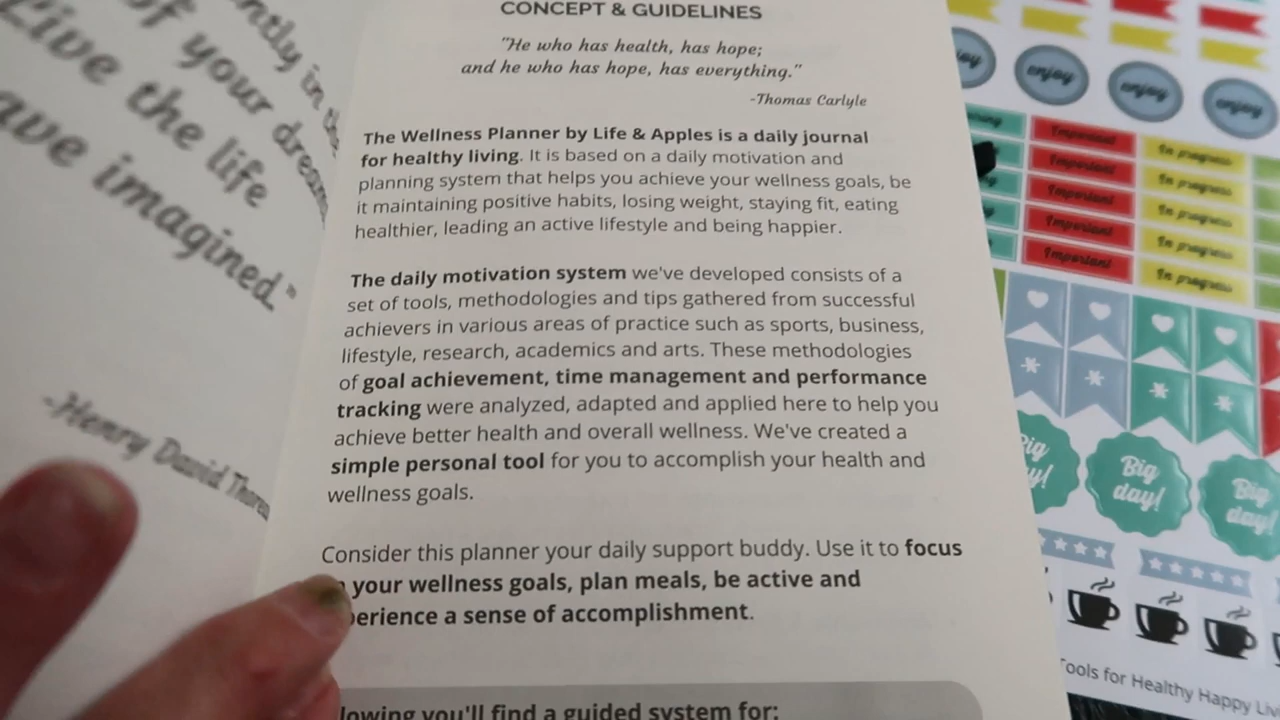 ntly in the
of your dream
Live the life
ave imagined."
-Henry David Thorea
CONCEPT & GUIDELINES
"He who has health, has hope;
and he who has hope, has everything."
-Thomas Carlyle
The Wellness Planner by Life & Apples is a daily journal
for healthy living. It is based on a daily motivation and
planning system that helps you achieve your wellness goals, be
it maintaining positive habits, losing weight, staying fit, eating
healthier, leading an active lifestyle and being happier.
The daily motivation system we've developed consists of a
set of tools, methodologies and tips gathered from successful
achievers in various areas of practice such as sports, business,
lifestyle, research, academics and arts. These methodologies
of goal achievement, time management and performance
tracking were analyzed, adapted and applied here to help you
achieve better health and overall wellness. We've created a
simple personal tool for you to accomplish your health and
wellness goals.
Consider this planner your daily support buddy. Use it to focus
your wellness goals, plan meals, be active and
perience a sense of accomplishment.
lowing you'll find a guided system for:
joy enjoy enjoy enjoy
Important In progress
Important In progress
Important In progress
Important In progress
Important In progress
Big day! Big day! Big day!
Tools for Healthy Happy Liv